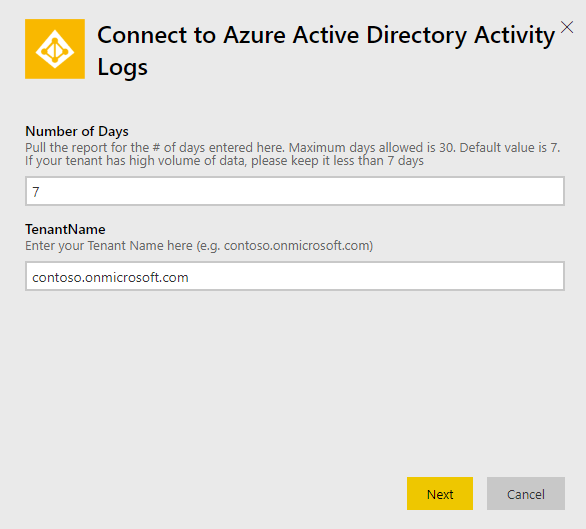 Connect to Azure Active Directory Activity
Logs
Number of Days
Pull the report for the # of days entered here. Maximum days allowed is 30. Default value is 7.
If your tenant has high volume of data, please keep it less than 7 days
7
TenantName
Enter your Tenant Name here (e.g. contoso.onmicrosoft.com)
contoso.onmicrosoft.com
Next
Cancel